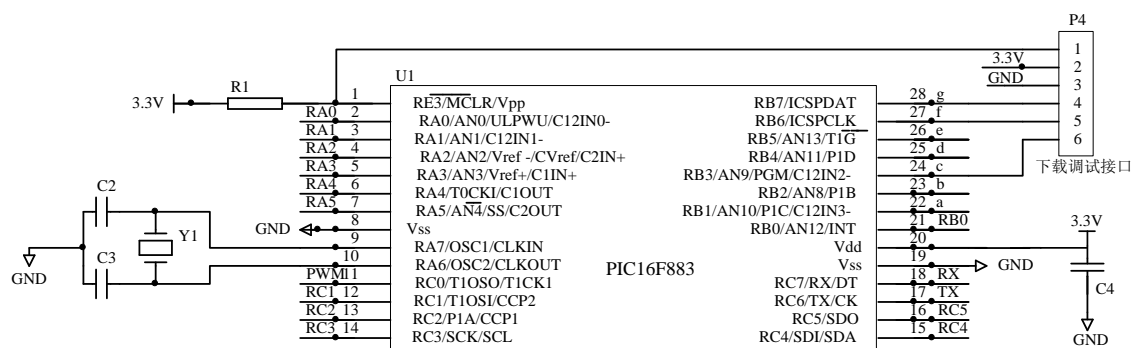 P4
1
3.3V
2
GND
3
4
5
6
下载调试接口
R1
3.3V
U1
1 RE3/MCLR/Vpp
RA0 2 RA0/AN0/ULPWU/C12IN0-
RA1 3 RA1/AN1/C12IN1-
RA2 4 RA2/AN2/Vref -/CVref/C2IN+
RA3 5 RA3/AN3/Vref+/C1IN+
RA4 6 RA4/T0CKI/C1OUT
RA5 7 RA5/AN4/SS/C2OUT
GND 8 Vss
9 RA7/OSC1/CLKIN
10 RA6/OSC2/CLKOUT
PWM 11 RC0/T1OSO/T1CK1
RC1 12 RC1/T1OSI/CCP2
RC2 13 RC2/P1A/CCP1
RC3 14 RC3/SCK/SCL
RB7/ICSPDAT 28 g
RB6/ICSPCLK 27 f
RB5/AN13/T1G 26 e
RB4/AN11/P1D 25 d
RB3/AN9/PGM/C12IN2- 24 c
RB2/AN8/P1B 23 b
RB1/AN10/P1C/C12IN3- 22 a
RB0/AN12/INT 21 RB0
Vdd 20
Vss 19 GND
RC7/RX/DT 18 RX
RC6/TX/CK 17 TX
RC5/SDO 16 RC5
RC4/SDI/SDA 15 RC4
PIC16F883
C2
Y1
C3
GND
3.3V
C4
GND